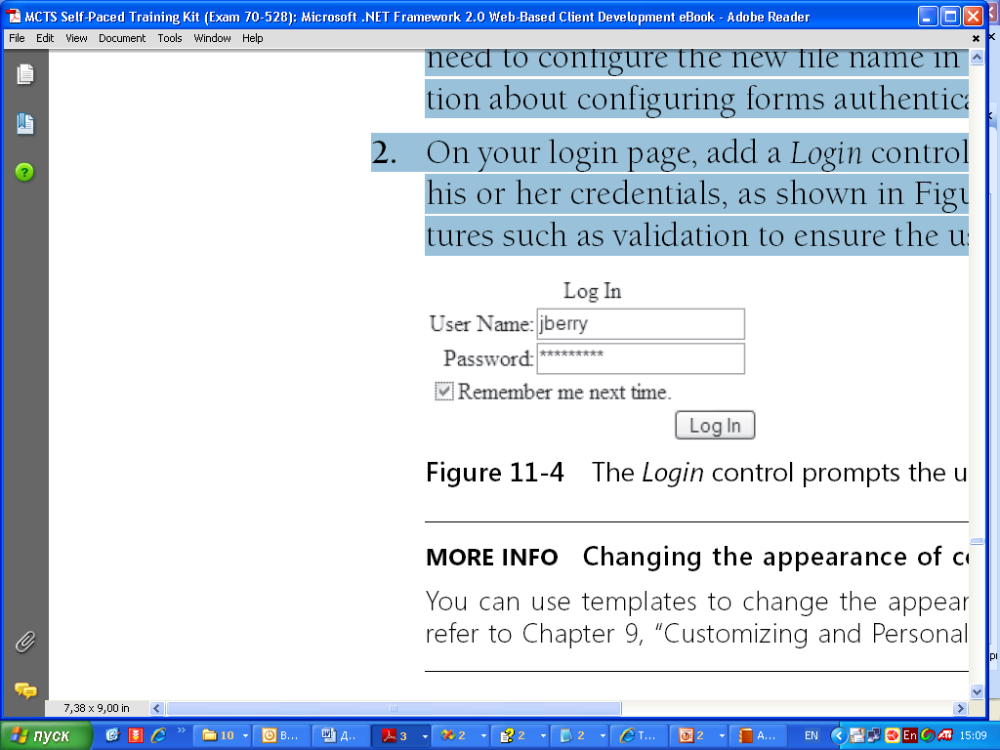 MCTS Self-Paced Training Kit (Exam 70-528): Microsoft .NET Framework 2.0 Web-Based Client Development eBook - Adobe Reader
File Edit View Document Tools Window Help
need to configure the new file name in
tion about configuring forms authentica
2. On your login page, add a Login control
his or her credentials, as shown in Figu
tures such as validation to ensure the u
Log In
User Name: jberry
Password: *********
Remember me next time.
Log In
Figure 11-4 The Login control prompts the u
MORE INFO Changing the appearance of c
You can use templates to change the appear
refer to Chapter 9, “Customizing and Personal
7,38 x 9,00 in
пуск 10 В... Д... 3 2 2 2 Т... 2 А... EN En 15:09